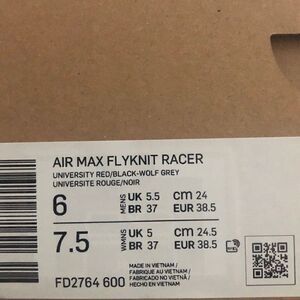 AIR MAX FLYKNIT RACER
UNIVERSITY RED/BLACK-WOLF GREY
UNIVERSITE ROUGE/NOIR
6 MENS UK 5.5 CM 24
BR 37 EUR 38.5
7.5 WMNS UK 5 CM 24.5
BR 37 EUR 38.5
MADE IN VIETNAM /
FABRIQUE AU VIETNAM /
FABRICADO NO VIETNÃ /
HECHO EN VIETNAM
FD2764 600